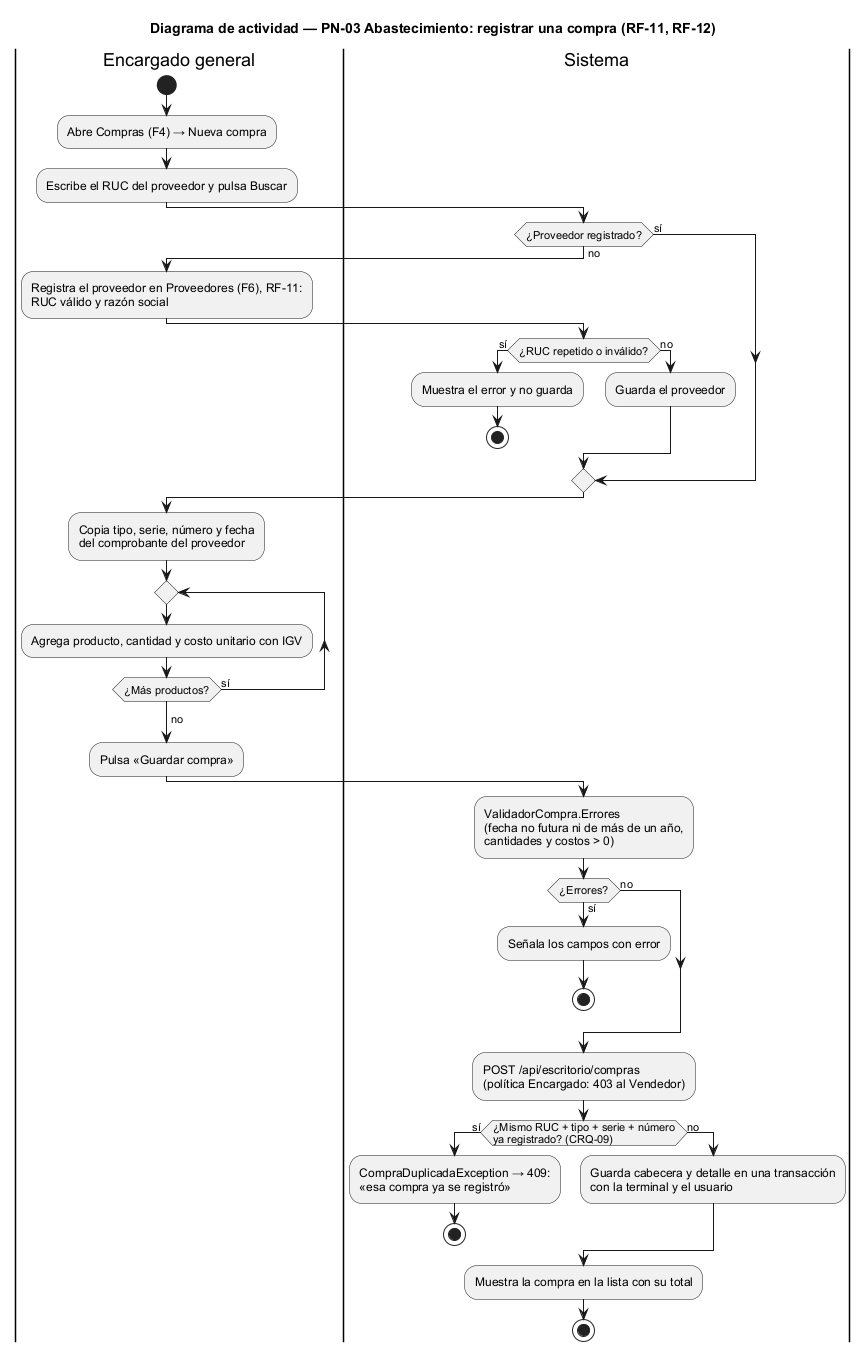 Diagrama de actividad — PN-03 Abastecimiento: registrar una compra (RF-11, RF-12)
Encargado general
Sistema
Abre Compras (F4) → Nueva compra
Escribe el RUC del proveedor y pulsa Buscar
¿Proveedor registrado?
sí
no
Registra el proveedor en Proveedores (F6), RF-11:
RUC válido y razón social
sí
¿RUC repetido o inválido?
no
Muestra el error y no guarda
Guarda el proveedor
Copia tipo, serie, número y fecha
del comprobante del proveedor
Agrega producto, cantidad y costo unitario con IGV
¿Más productos?
sí
no
Pulsa «Guardar compra»
ValidadorCompra.Errores
(fecha no futura ni de más de un año,
cantidades y costos > 0)
¿Errores?
no
sí
Señala los campos con error
POST /api/escritorio/compras
(política Encargado: 403 al Vendedor)
sí
¿Mismo RUC + tipo + serie + número
ya registrado? (CRQ-09)
no
CompraDuplicadaException → 409:
«esa compra ya se registró»
Guarda cabecera y detalle en una transacción
con la terminal y el usuario
Muestra la compra en la lista con su total